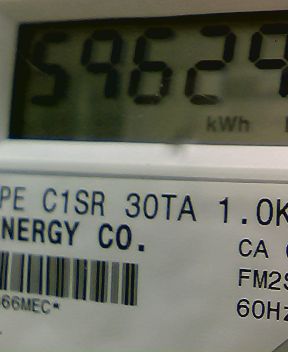 59629
kWh
PE C1SR 30TA 1.0K
NERGY CO.
CA
FM2S
66MEC*
60Hz